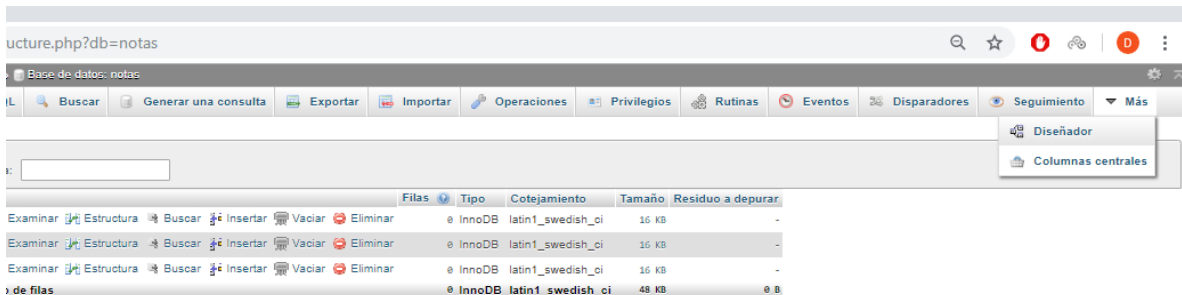 ucture.php?db=notas
D
Base de datos: notas
QL Buscar Generar una consulta Exportar Importar Operaciones Privilegios Rutinas Eventos Disparadores Seguimiento Más
Diseñador
Columnas centrales
a:
Filas Tipo Cotejamiento Tamaño Residuo a depurar
Examinar Estructura Buscar Insertar Vaciar Eliminar 0 InnoDB latin1_swedish_ci 16 KB -
Examinar Estructura Buscar Insertar Vaciar Eliminar 0 InnoDB latin1_swedish_ci 16 KB -
Examinar Estructura Buscar Insertar Vaciar Eliminar 0 InnoDB latin1_swedish_ci 16 KB -
o de filas 0 InnoDB latin1_swedish_ci 48 KB 0 B